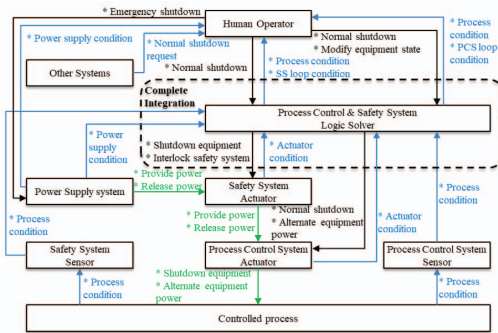 * Emergency shutdown
Human Operator
* Process
condition
* PCS loop
condition
* Power supply condition
* Normal shutdown
request
* Normal shutdown
* Modify equipment state
Other Systems
* Normal shutdown
* Process condition
* SS loop condition
Complete
Integration
Process Control & Safety System
Logic Solver
* Power
supply
condition
* Shutdown equipment
* Interlock safety system
* Actuator
condition
* Provide power
* Release power
Power Supply system
Safety System
Actuator
* Process
condition
* Process
condition
* Provide power
* Release power
* Normal shutdown
* Alternate equipment
power
* Actuator
condition
Safety System
Sensor
Process Control System
Actuator
Process Control System
Sensor
* Process
condition
* Shutdown equipment
* Alternate equipment
power
* Process
condition
Controlled process